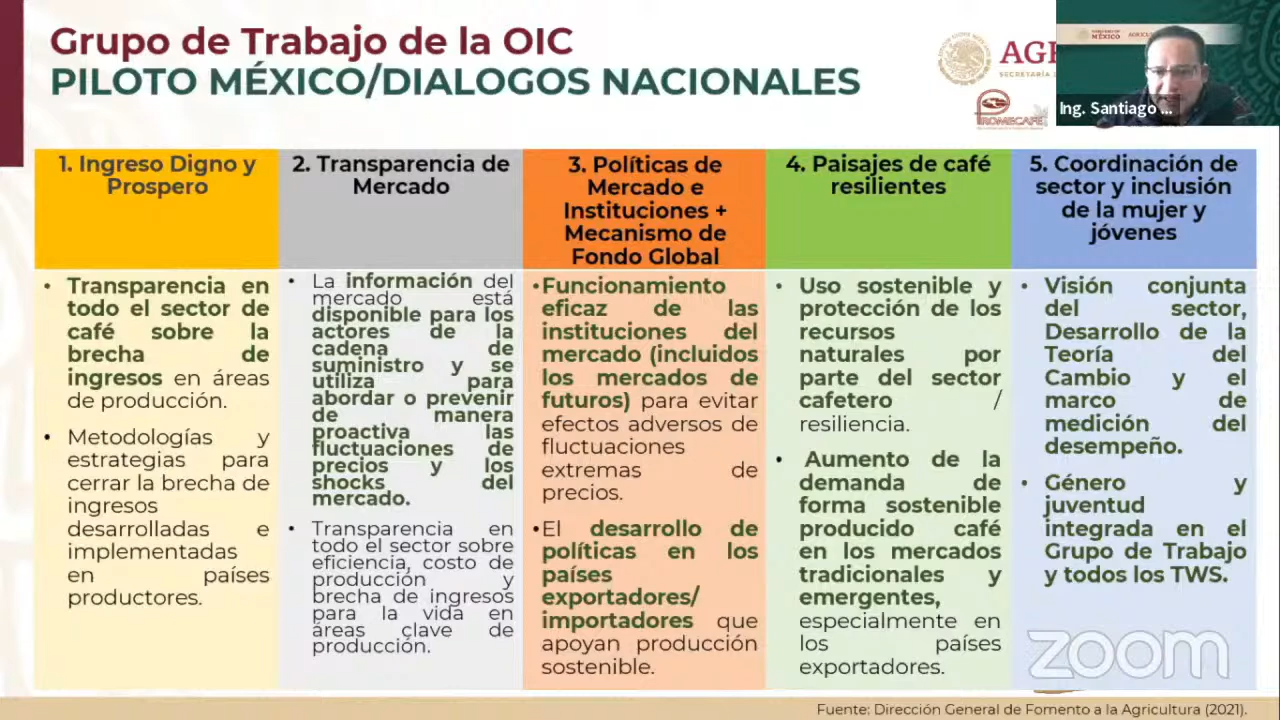 Grupo de Trabajo de la OIC
PILOTO MÉXICO/DIALOGOS NACIONALES
GOBIERNO DE
MÉXICO
PROMECAFE
Ing. Santiago ...
1. Ingreso Digno y
Prospero
Transparencia en
todo el sector de
café sobre la
brecha de
ingresos en áreas
de producción.
Metodologías y
estrategias para
cerrar la brecha de
ingresos
desarrolladas e
implementadas
en países
productores.
2. Transparencia de
Mercado
La información del
mercado está
disponible para los
actores de la
cadena de
suministro y se
utiliza para
abordar o prevenir
de manera
proactiva las
fluctuaciones de
precios y los
shocks del
mercado.
Transparencia en
todo el sector sobre
eficiencia, costo de
producción y
brecha de ingresos
para la vida en
áreas clave de
producción.
3. Políticas de
Mercado e
Instituciones +
Mecanismo de
Fondo Global
Funcionamiento
eficaz de las
instituciones del
mercado (incluidos
los mercados de
futuros) para evitar
efectos adversos de
fluctuaciones
extremas de
precios.
El desarrollo de
políticas en los
países
exportadores/
importadores que
apoyan producción
sostenible.
4. Paisajes de café
resilientes
Uso sostenible y
protección de los
recursos
naturales por
parte del sector
cafetero /
resiliencia.
Aumento de la
demanda de
forma sostenible
producido café
en los mercados
tradicionales y
emergentes,
especialmente en
los países
exportadores.
5. Coordinación de
sector y inclusión
de la mujer y
jóvenes
Visión conjunta
del sector,
Desarrollo de la
Teoría del
Cambio y el
marco de
medición del
desempeño.
Género y
juventud
integrada en el
Grupo de Trabajo
y todos los TWS.
zoom
Fuente: Dirección General de Fomento a la Agricultura (2021).